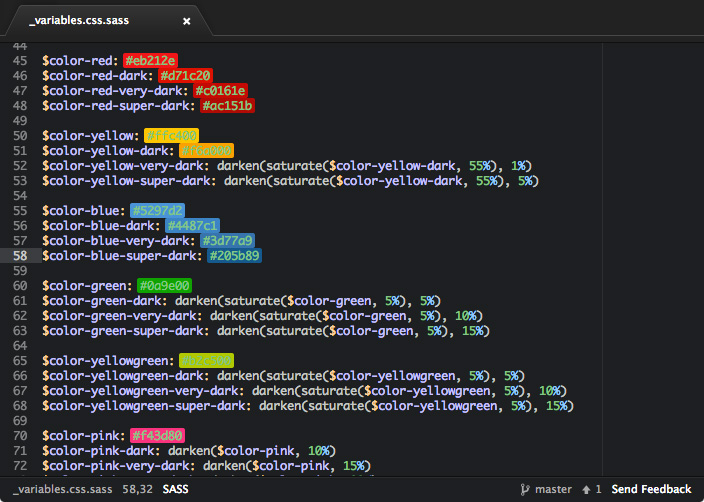 _variables.css.sass ×
44
45 $color-red: #eb212e
46 $color-red-dark: #d71c20
47 $color-red-very-dark: #c0161e
48 $color-red-super-dark: #ac151b
49
50 $color-yellow: #ffc400
51 $color-yellow-dark:
52 $color-yellow-very-dark: darken(saturate($color-yellow-dark, 55%), 1%)
53 $color-yellow-super-dark: darken(saturate($color-yellow-dark, 55%), 5%)
54
55 $color-blue: #5297d2
56 $color-blue-dark: #4487c1
57 $color-blue-very-dark: #3d77a9
58 $color-blue-super-dark: #205b89
59
60 $color-green: #0a9e00
61 $color-green-dark: darken(saturate($color-green, 5%), 5%)
62 $color-green-very-dark: darken(saturate($color-green, 5%), 10%)
63 $color-green-super-dark: darken(saturate($color-green, 5%), 15%)
64
65 $color-yellowgreen:
66 $color-yellowgreen-dark: darken(saturate($color-yellowgreen, 5%), 5%)
67 $color-yellowgreen-very-dark: darken(saturate($color-yellowgreen, 5%), 10%)
68 $color-yellowgreen-super-dark: darken(saturate($color-yellowgreen, 5%), 15%)
69
70 $color-pink: #f43d80
71 $color-pink-dark: darken($color-pink, 10%)
72 $color-pink-very-dark: darken($color-pink, 15%)
_variables.css.sass 58,32 SASS master 1 Send Feedback